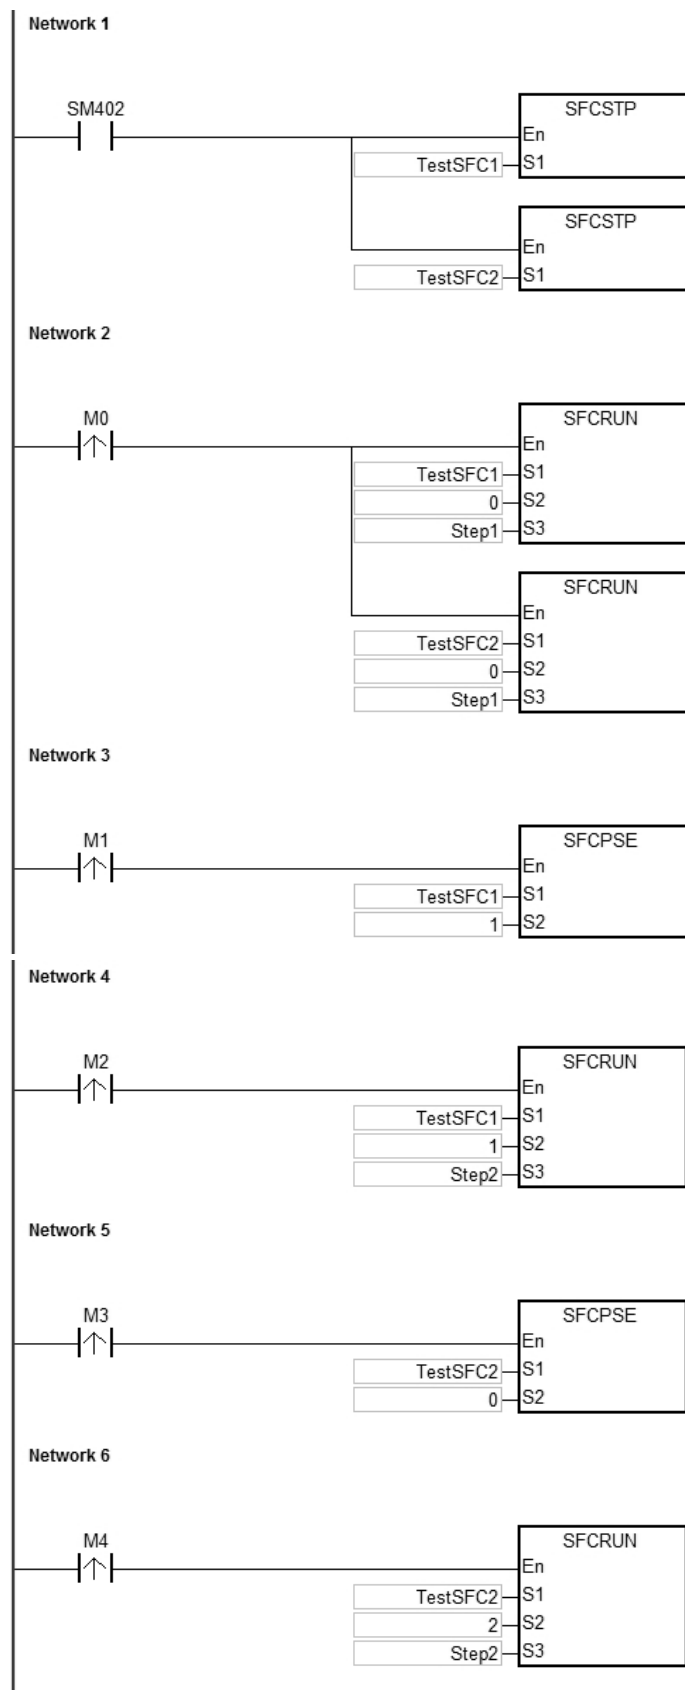 Network 1
SM402
SFCSTP
En
TestSFC1 S1
SFCSTP
En
TestSFC2 S1
Network 2
M0
SFCRUN
En
TestSFC1 S1
0 S2
Step1 S3
SFCRUN
En
TestSFC2 S1
0 S2
Step1 S3
Network 3
M1
SFCPSE
En
TestSFC1 S1
1 S2
Network 4
M2
SFCRUN
En
TestSFC1 S1
1 S2
Step2 S3
Network 5
M3
SFCPSE
En
TestSFC2 S1
0 S2
Network 6
M4
SFCRUN
En
TestSFC2 S1
2 S2
Step2 S3